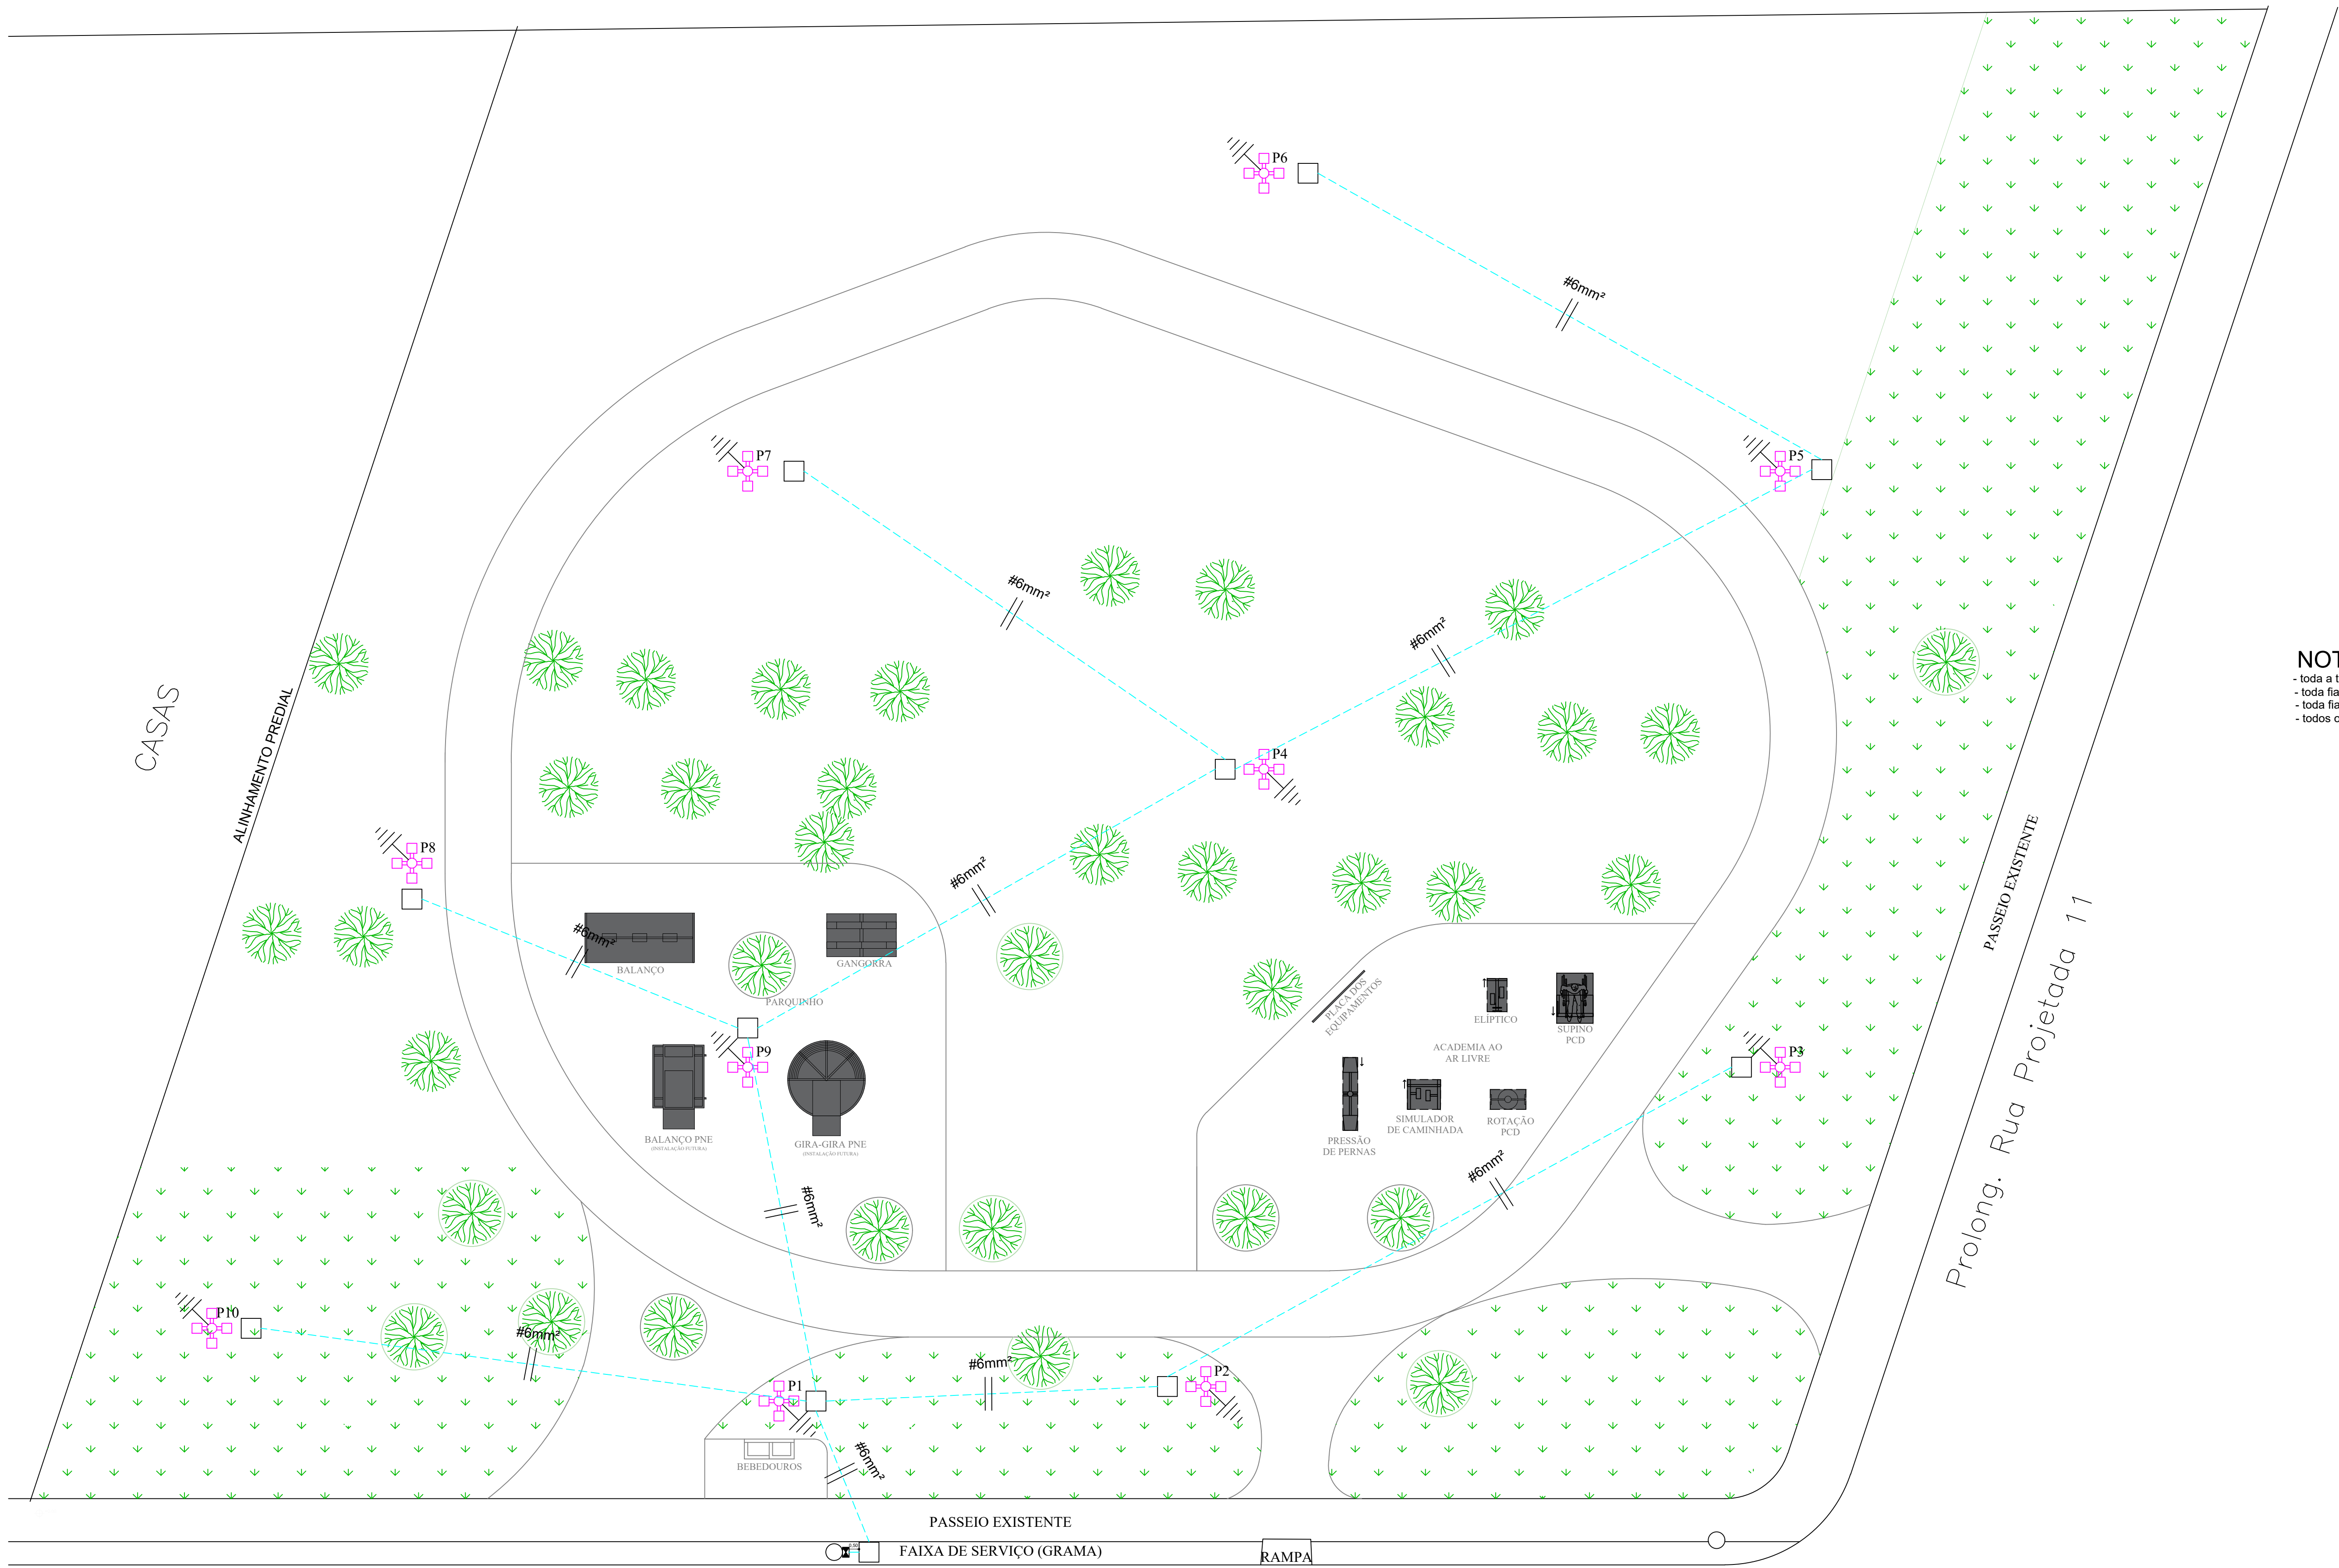 P6
#6mm²
P7
P5
#6mm²
#6mm²
NOT
- toda a t
- toda fia
- toda fia
- todos o
CASAS
ALINHAMENTO PREDIAL
P4
P8
#6mm²
#6mm²
BALANÇO
GANGORRA
PARQUINHO
PLACA DOS
EQUIPAMENTOS
ELÍPTICO
SUPINO
PCD
ACADEMIA AO
AR LIVRE
PASSEIO EXISTENTE
Prolong. Rua Projetada 11
P9
P3
BALANÇO PNE
(INSTALAÇÃO FUTURA)
GIRA-GIRA PNE
(INSTALAÇÃO FUTURA)
PRESSÃO
DE PERNAS
SIMULADOR
DE CAMINHADA
ROTAÇÃO
PCD
#6mm²
#6mm²
P10
#6mm²
#6mm²
P1
P2
BEBEDOUROS
#6mm²
PASSEIO EXISTENTE
FAIXA DE SERVIÇO (GRAMA)
RAMPA